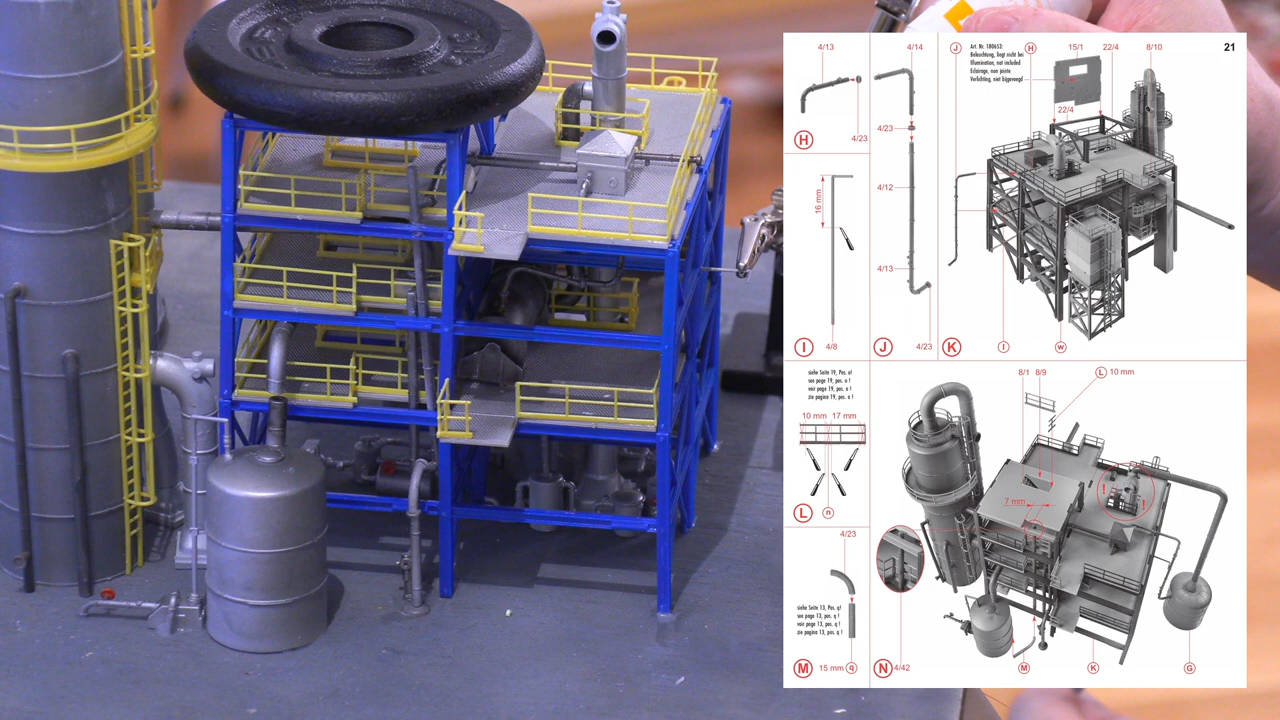 21
4/13
4/23
H
4/14
4/23
4/12
4/13
4/23
J
16 mm
I
4/8
J
Art. Nr. 180653:
Beleuchtung, liegt nicht bei
Illumination, not included
Eclairage, non jointe
Verlichting, niet bijgevoegd
H
15/1
22/4
8/10
22/4
K
I
w
siehe Seite 19, Pos. o!
see page 19, pos. o !
voir page 19, pos. o !
zie pagina 19, pos. o !
10 mm 17 mm
L
n
4/23
siehe Seite 13, Pos. q!
see page 13, pos. q !
voir page 13, pos. q !
zie pagina 13, pos. q !
M
15 mm q
8/1 8/9
L 10 mm
7 mm
!
!
N
4/42
M
K
G